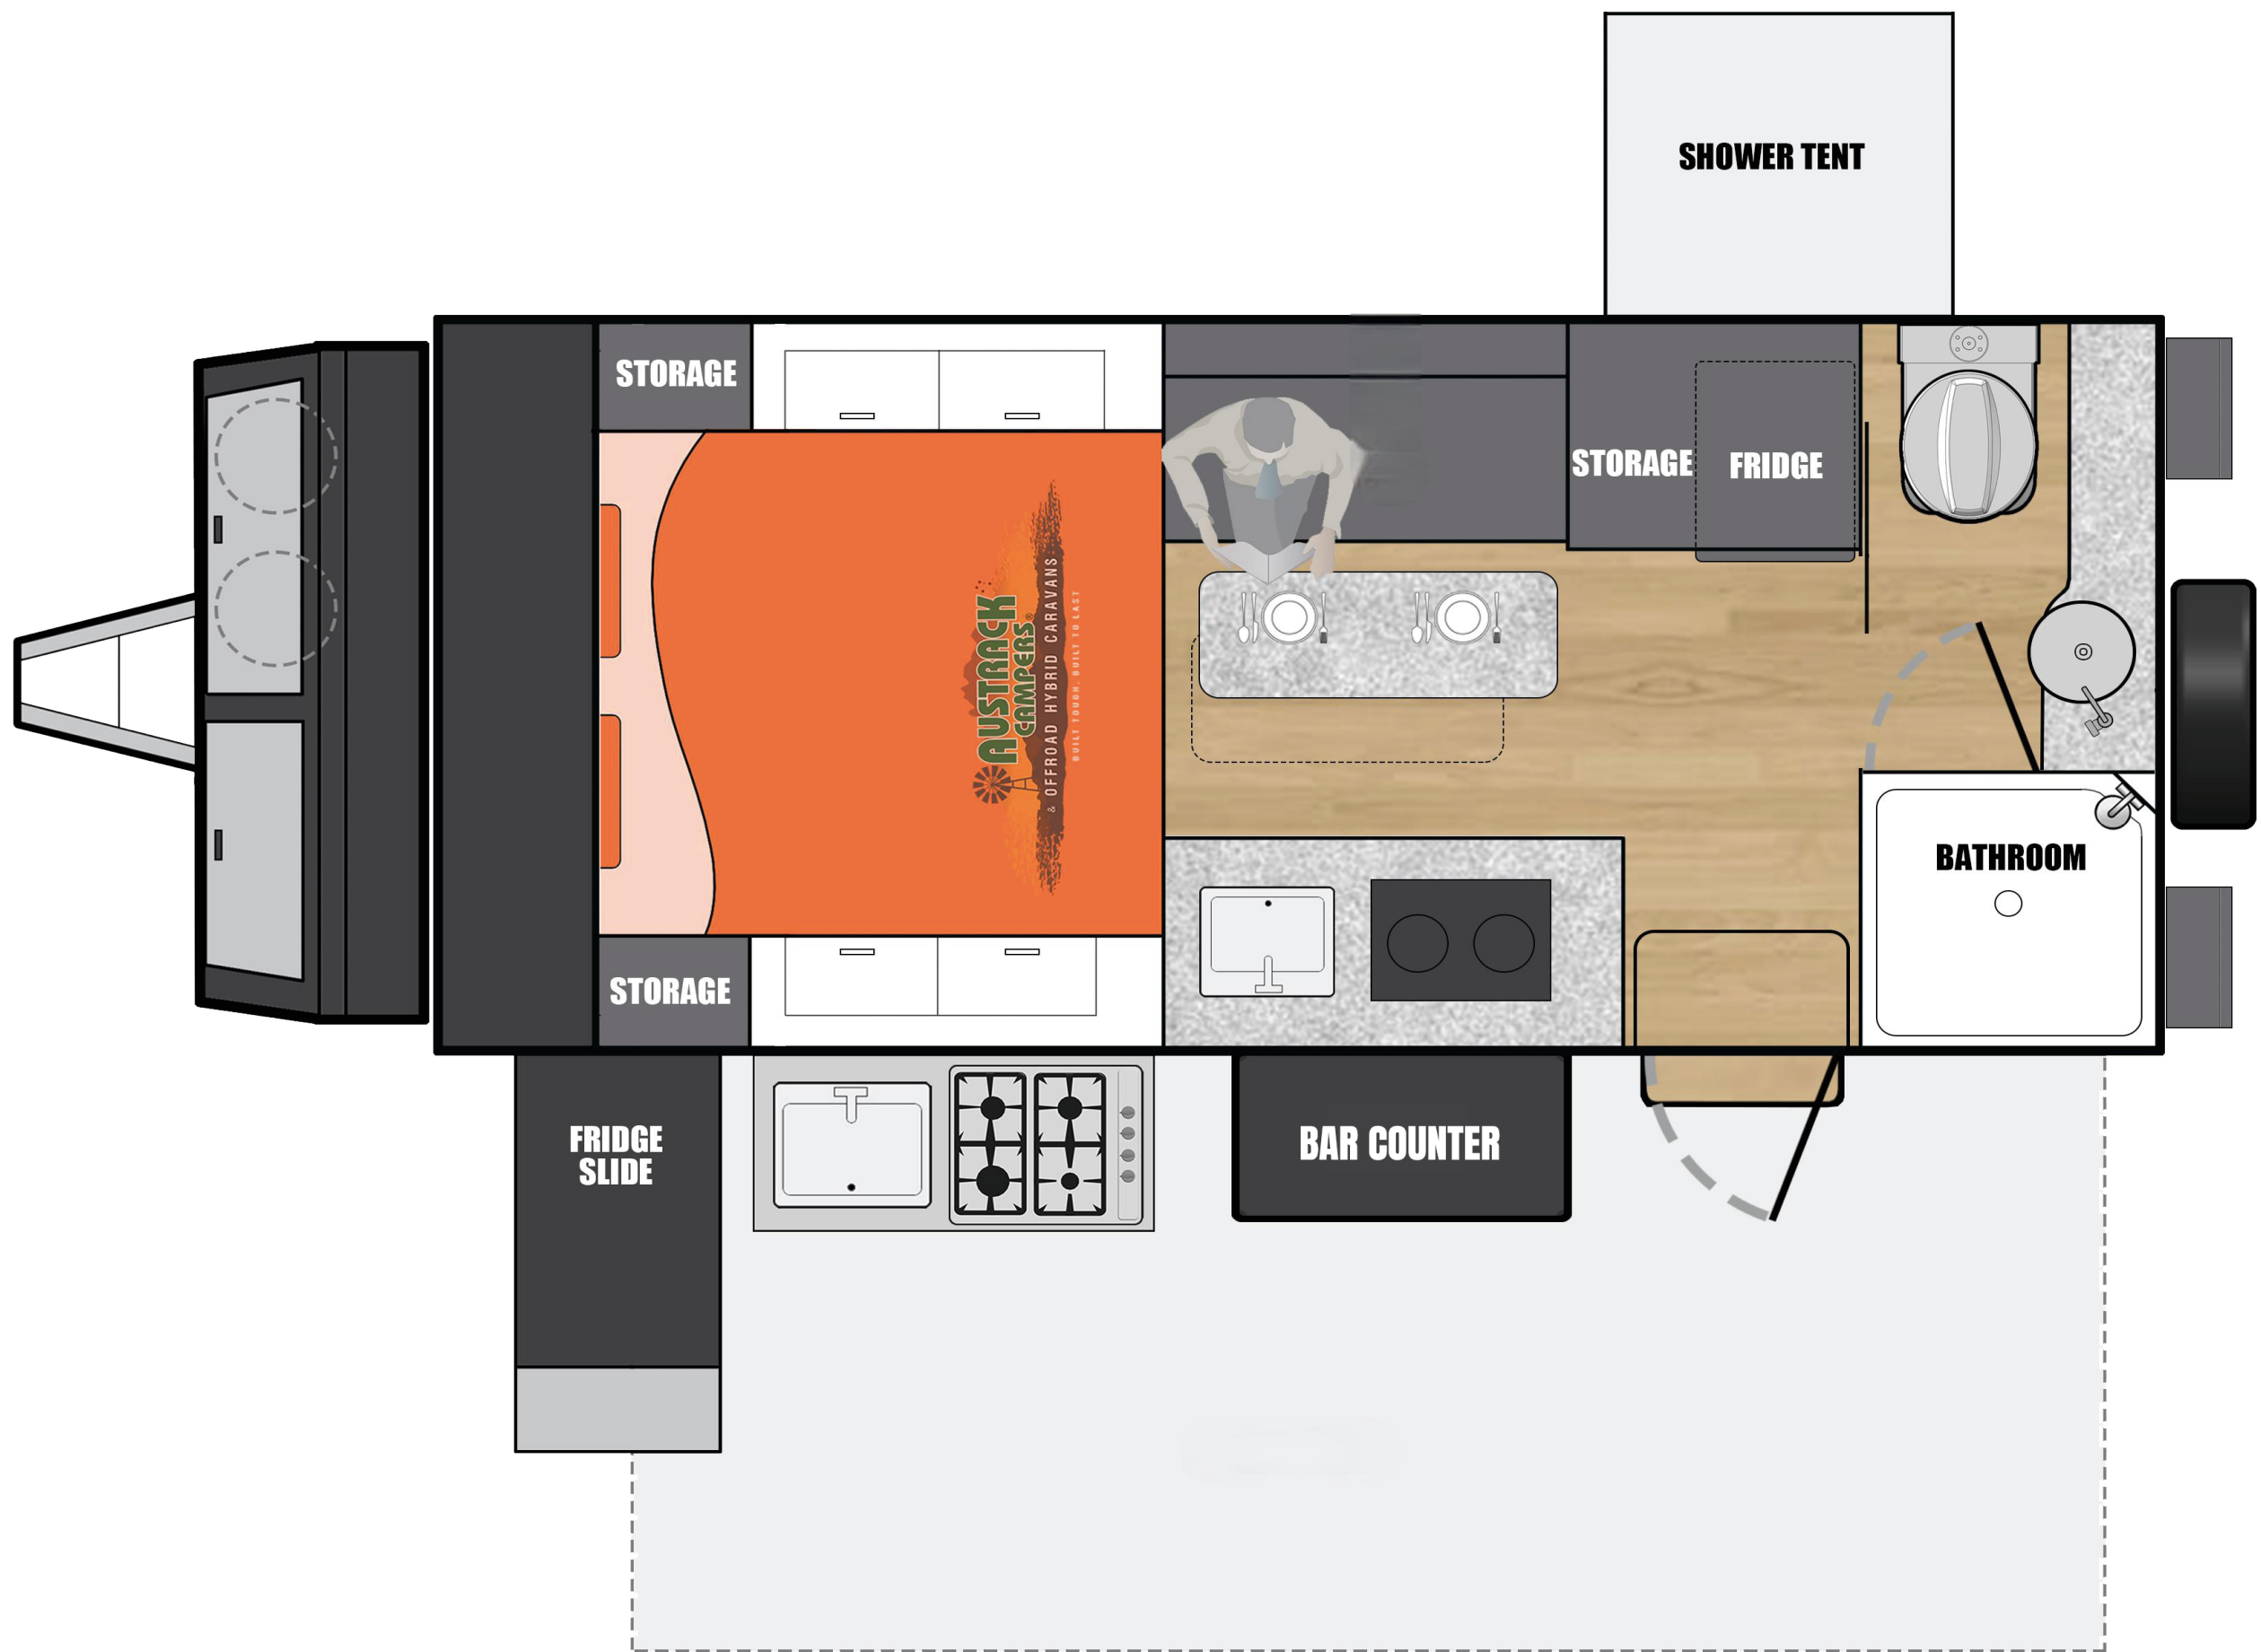 SHOWER TENT
STORAGE
STORAGE
FRIDGE
AUSTRACK
CAMPERS®
& OFFROAD HYBRID CARAVANS
BUILT TOUGH, BUILT TO LAST
BATHROOM
STORAGE
FRIDGE
SLIDE
BAR COUNTER